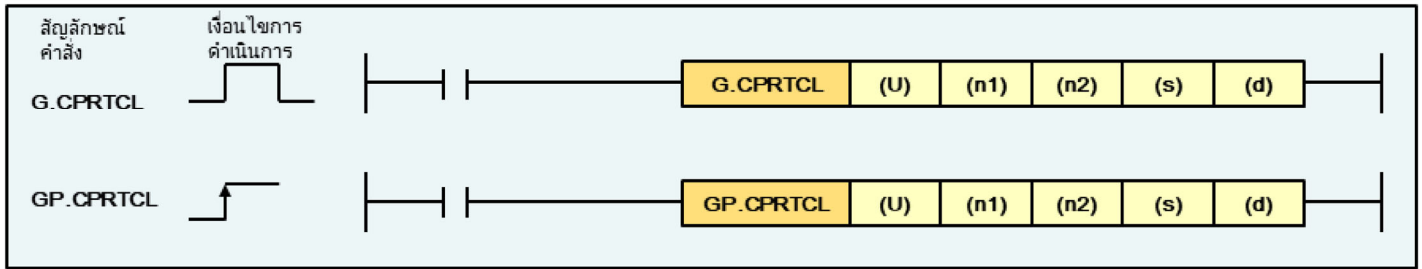 สัญลักษณ์
คำสั่ง
เงื่อนไขการ
ดำเนินการ
G.CPRTCL
G.CPRTCL (U) (n1) (n2) (s) (d)
GP.CPRTCL
GP.CPRTCL (U) (n1) (n2) (s) (d)